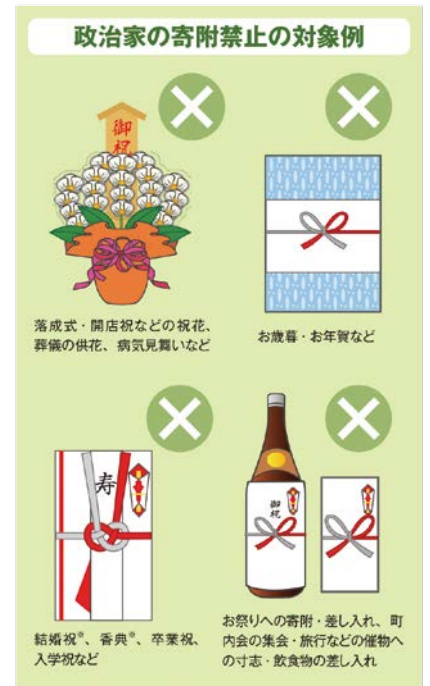 政治家の寄附禁止の対象例
御祝
落成式・開店祝などの祝花、
葬儀の供花、病気見舞いなど
お歳暮・お年賀など
寿
結婚祝※、香典※、卒業祝、
入学祝など
御祝
お祭りへの寄附・差し入れ、町
内会の集会・旅行などの催物へ
の寸志・飲食物の差し入れ